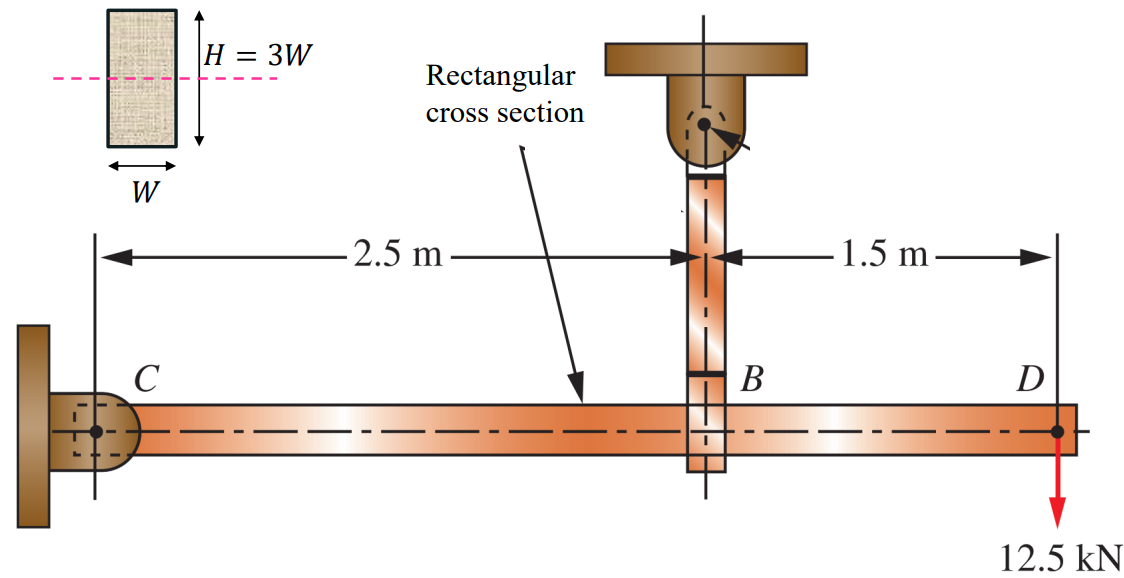 H = 3W
W
Rectangular
cross section
2.5 m
1.5 m
C
B
D
12.5 kN